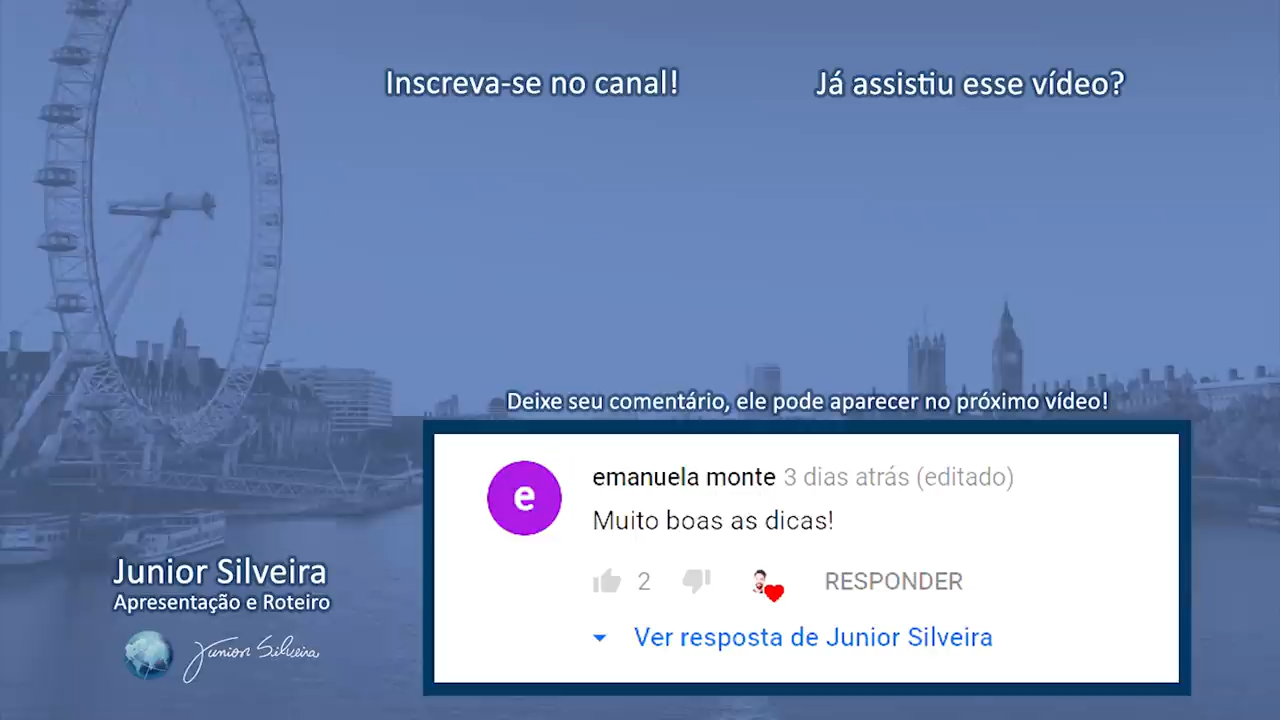 Inscreva-se no canal!
Já assistiu esse vídeo?
Deixe seu comentário, ele pode aparecer no próximo vídeo!
e
emanuela monte 3 dias atrás (editado)
Muito boas as dicas!
2
RESPONDER
Ver resposta de Junior Silveira
Junior Silveira
Apresentação e Roteiro
Junior Silveira